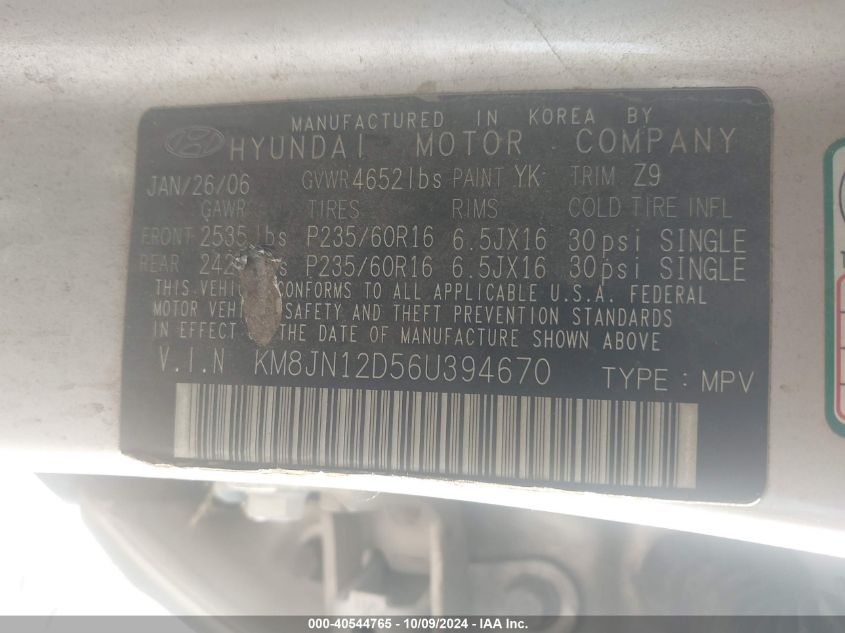 MANUFACTURED IN KOREA BY
HYUNDAI MOTOR COMPANY
JAN/26/06 GVWR 4652lbs PAINT YK TRIM Z9
GAWR TIRES RIMS COLD TIRE INFL
FRONT 2535 lbs P235/60R16 6.5JX16 30psi SINGLE
REAR P235/60R16 6.5JX16 30psi SINGLE
THIS CONFORMS TO ALL APPLICABLE U.S.A. FEDERAL
MOTOR SAFETY AND THEFT PREVENTION STANDARDS
IN EFFECT THE DATE OF MANUFACTURE SHOWN ABOVE
V.I.N KM8JN12D56U394670 TYPE : MPV
000-40544765 - 10/09/2024 - IAA Inc.